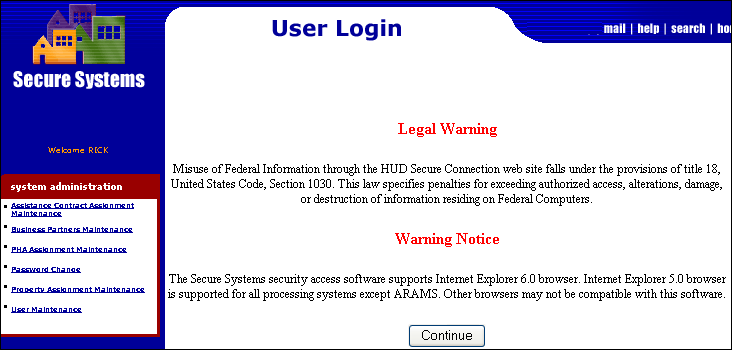 User Login
mail | help | search |
Secure Systems
Welcome RICK
system administration
Assistance Contract Assignment
Maintenance
Business Partners Maintenance
PHA Assignment Maintenance
Password Change
Property Assignment Maintenance
User Maintenance
Legal Warning
Misuse of Federal Information through the HUD Secure Connection web site falls under the provisions of title 18,
United States Code, Section 1030. This law specifies penalties for exceeding authorized access, alterations, damage,
or destruction of information residing on Federal Computers.
Warning Notice
The Secure Systems security access software supports Internet Explorer 6.0 browser. Internet Explorer 5.0 browser
is supported for all processing systems except ARAMS. Other browsers may not be compatible with this software.
Continue